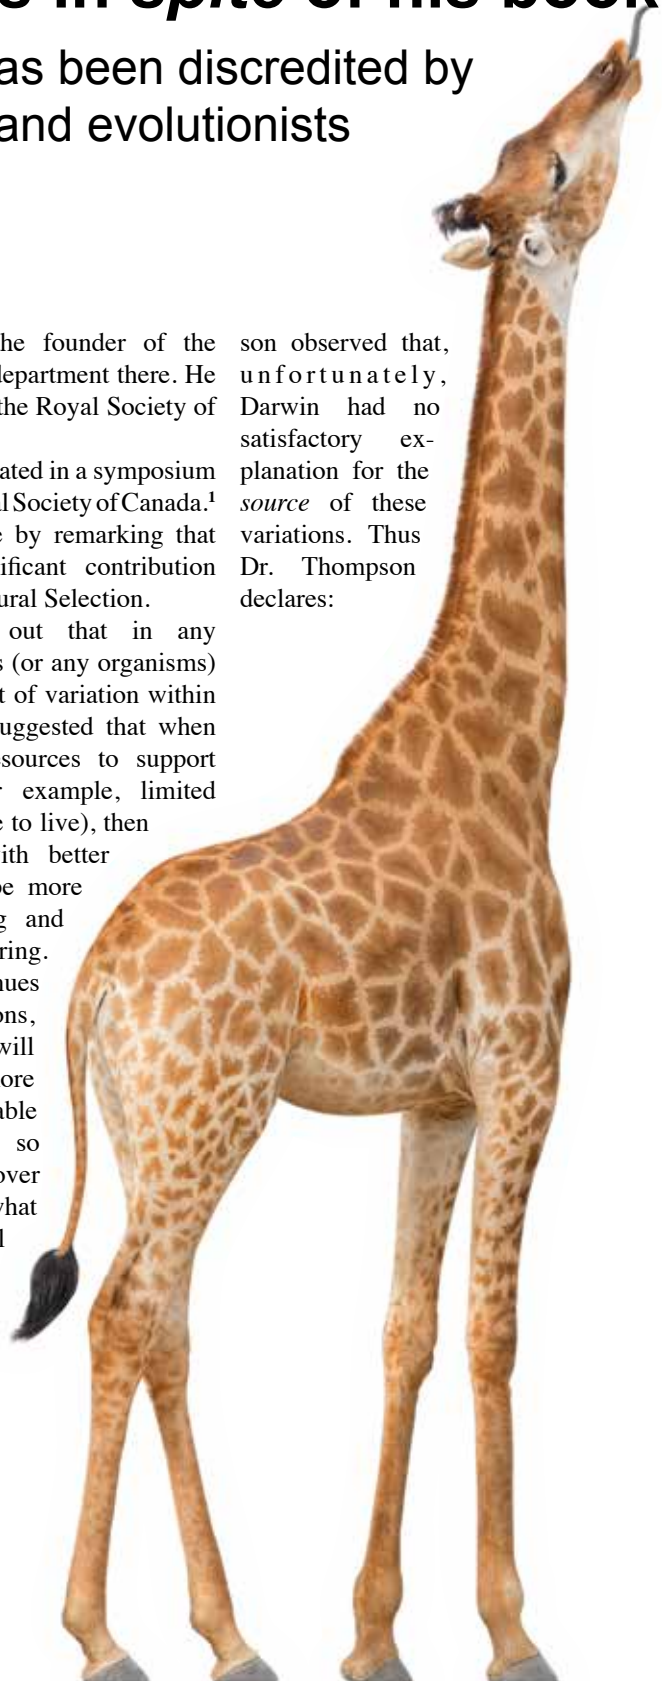 s in spite of his book
as been discredited by
and evolutionists
he founder of the
department there. He
the Royal Society of
ated in a symposium
l Society of Canada.¹
e by remarking that
ificant contribution
ural Selection.
out that in any
s (or any organisms)
t of variation within
uggested that when
esources to support
r example, limited
e to live), then
ith better
be more
g and
ring.
nues
ons,
will
ore
able
so
over
what
l
son observed that,
unfortunately,
Darwin had no
satisfactory ex-
planation for the
source of these
variations. Thus
Dr. Thompson
declares: